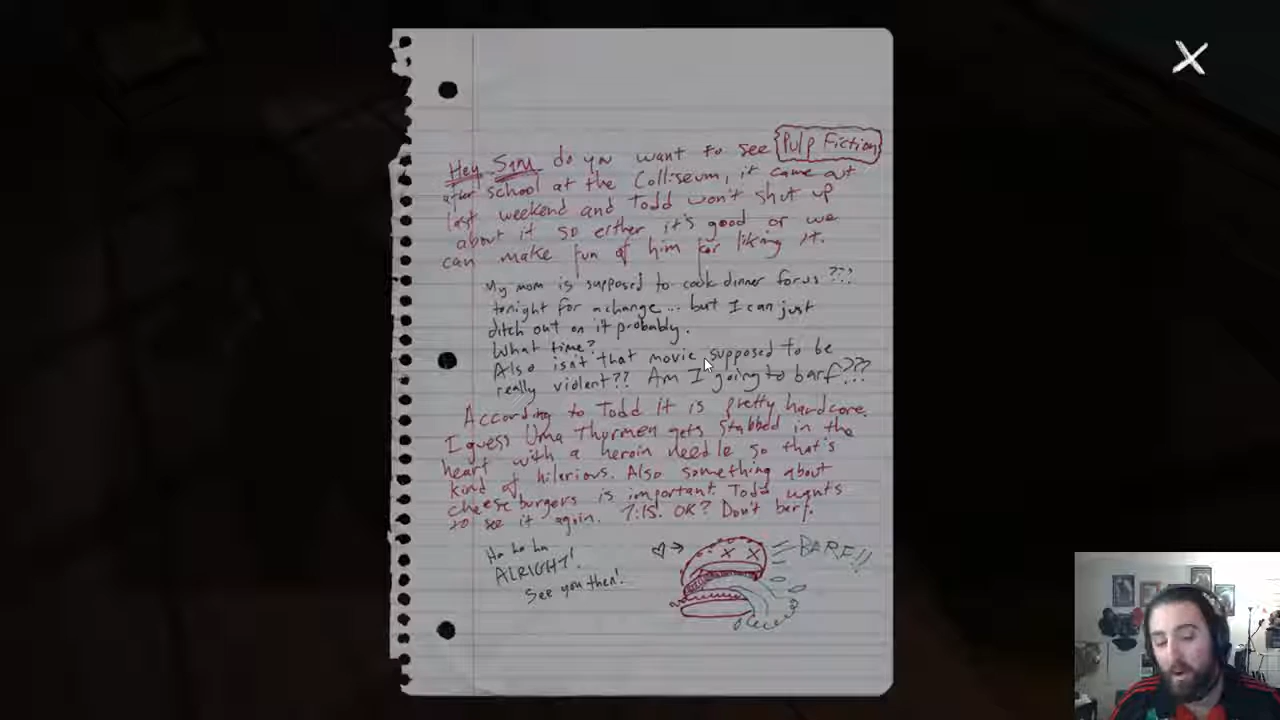 Hey Sam do you want to see Pulp Fiction
after school at the Colliseum, it came out
last weekend and Todd won't shut up
about it so either it's good or we
can make fun of him for liking it.
My mom is supposed to cook dinner for us???
tonight for a change... but I can just
ditch out on it probably.
What time?
Also isn't that movie supposed to be
really violent?? Am I going to barf???
According to Todd it is pretty hardcore.
I guess Uma Thurmen gets stabbed in the
heart with a heroin needle so that's
kind of hilarious. Also something about
cheeseburgers is important. Todd wants
to see it again. 7:15. OK? Don't barf.
Ha ha ha
ALRIGHT!
See you then!
BARF!!